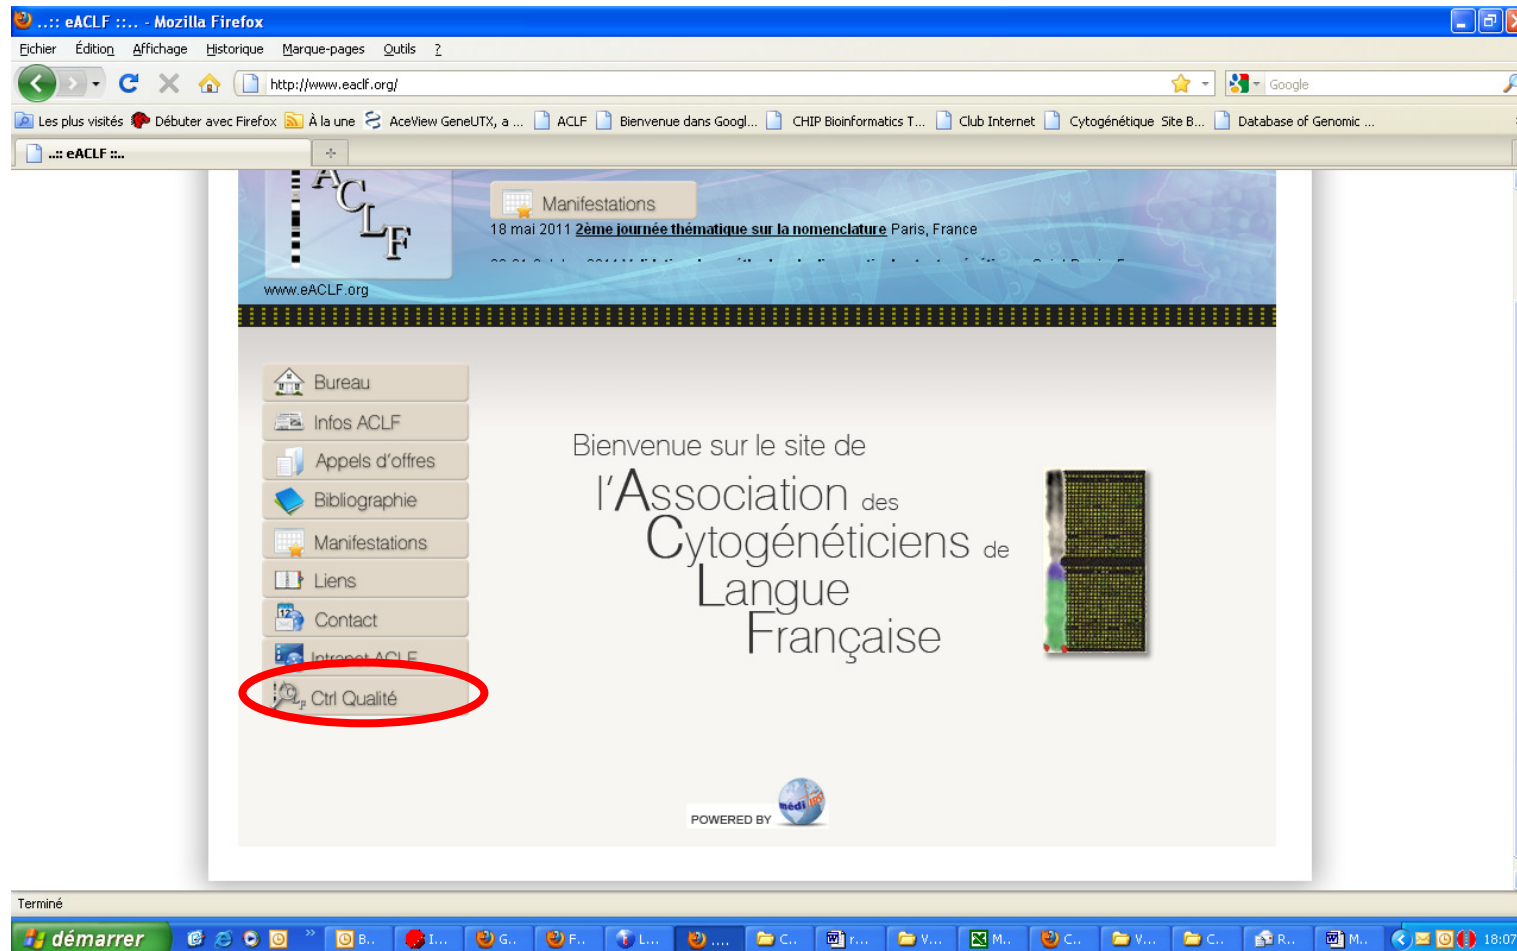 ..:: eACLF ::... - Mozilla Firefox
Eichier Édition Affichage Historique Marque-pages Outils ?
http://www.eaclf.org/
Google
Les plus visités Débuter avec Firefox À la une AceView GeneUTX, a ... ACLF Bienvenue dans Googl... CHIP Bioinformatics T... Club Internet Cytogénétique Site B... Database of Genomic ...
..:: eACLF ::..
ACLF
Manifestations
18 mai 2011 2ème journée thématique sur la nomenclature Paris, France
www.eACLF.org
Bureau
Infos ACLF
Appels d'offres
Bibliographie
Manifestations
Liens
Contact
Intranet ACLF
Ctrl Qualité
Bienvenue sur le site de
l'Association des
Cytogénéticiens de
Langue
Française
POWERED BY médi
Terminé
démarrer B.. I... G.. F.. L... .... C.. r... V... M.. C.. V... C.. R.. M.. 18:07